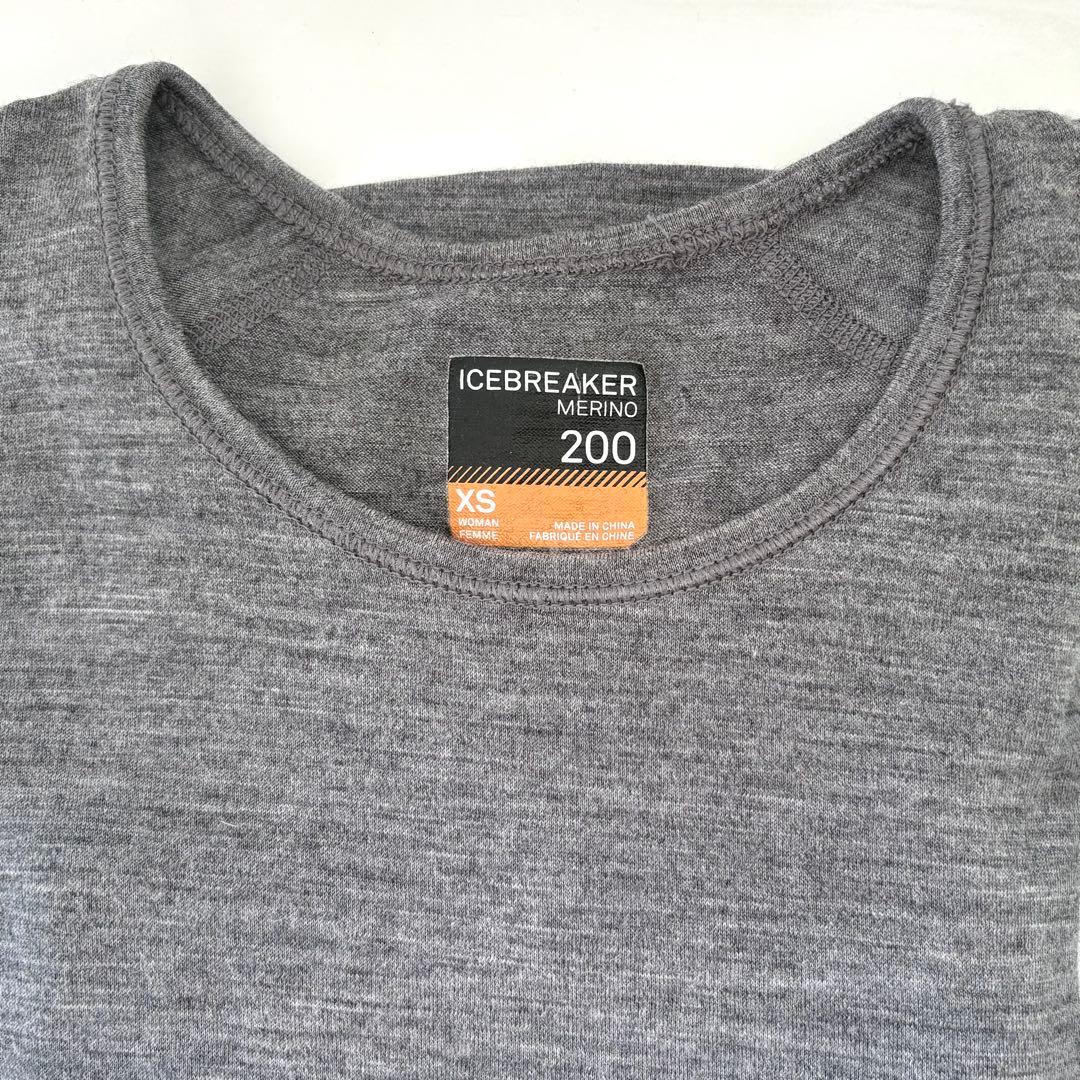 ICEBREAKER
MERINO
200
XS
WOMAN
FEMME
MADE IN CHINA
FABRIQUÉ EN CHINE